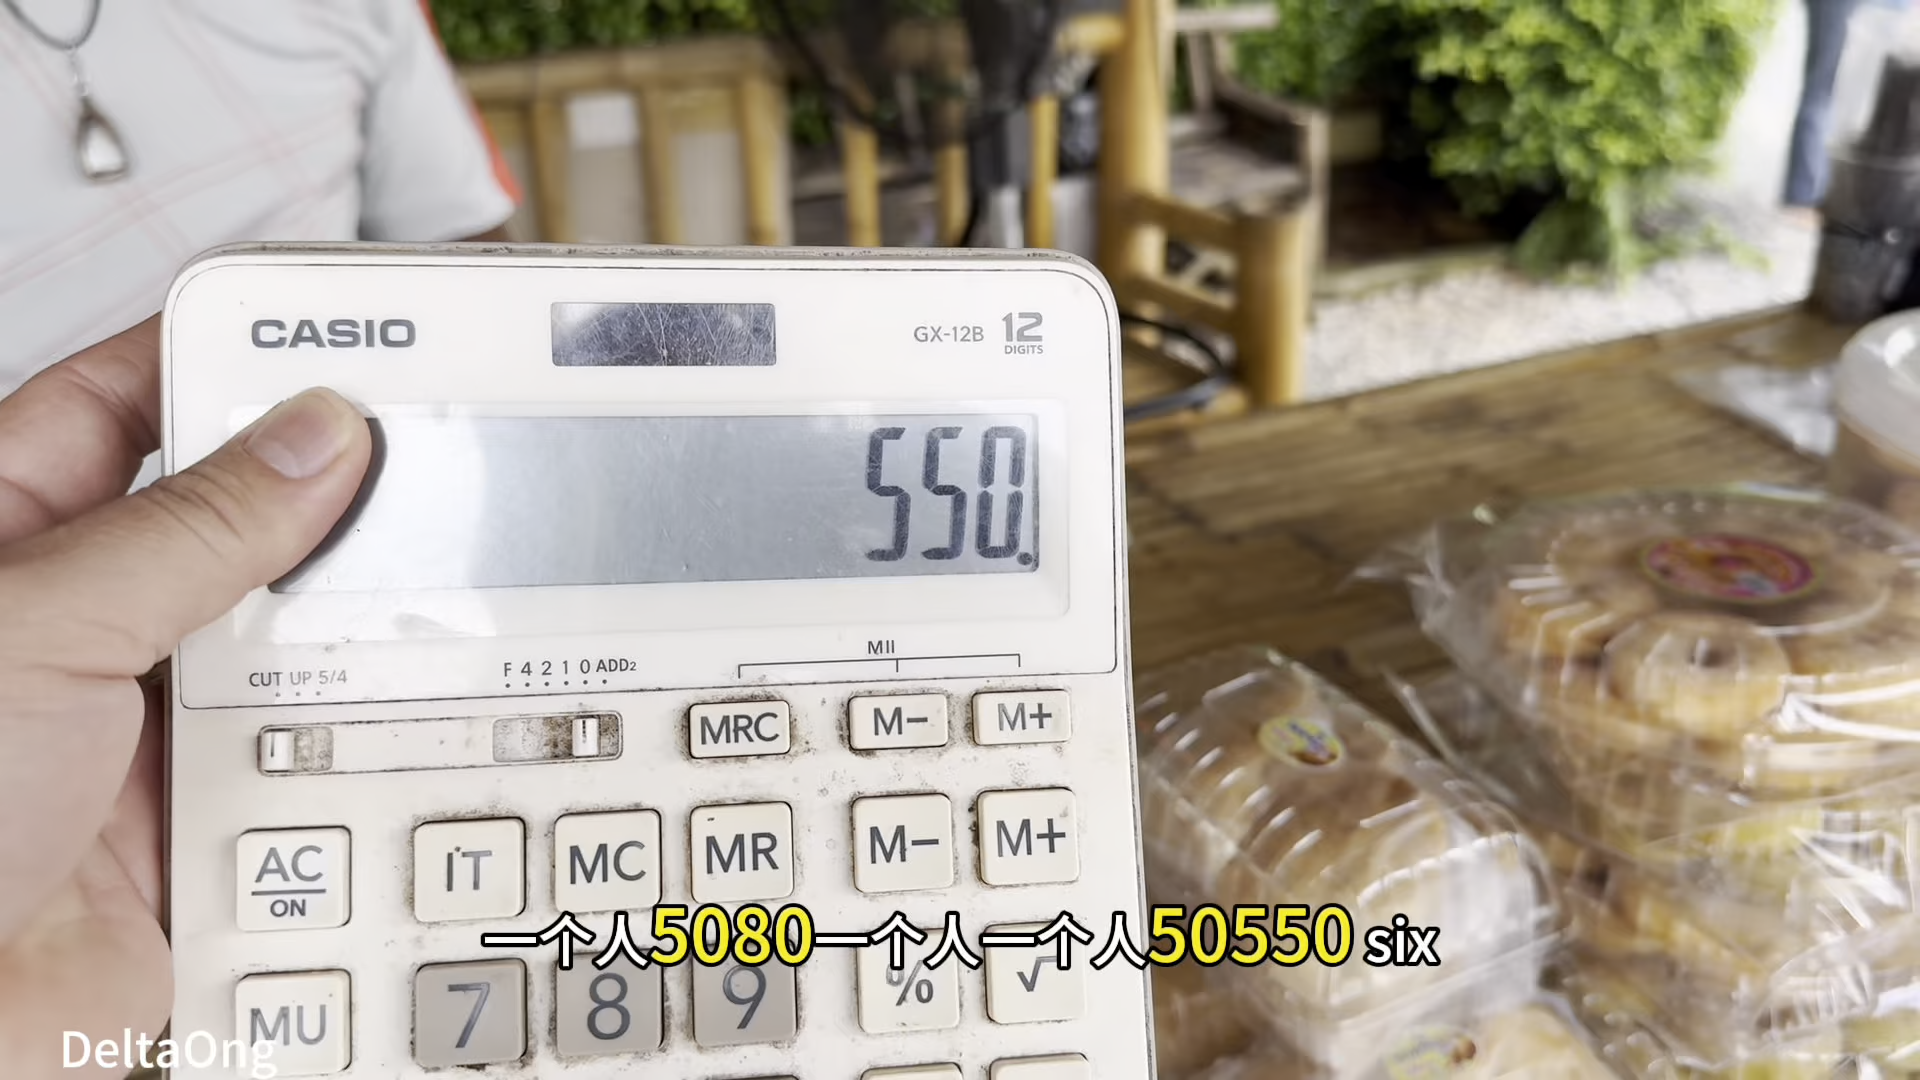 CASIO
GX-12B 12 DIGITS
550.
MII
CUT UP 5/4
F 4 2 1 0 ADD2
MRC M- M+
AC ON IT MC MR M- M+
一个人5080一个人一个人50550 six
MU 7 8 9 % √
DeltaOng